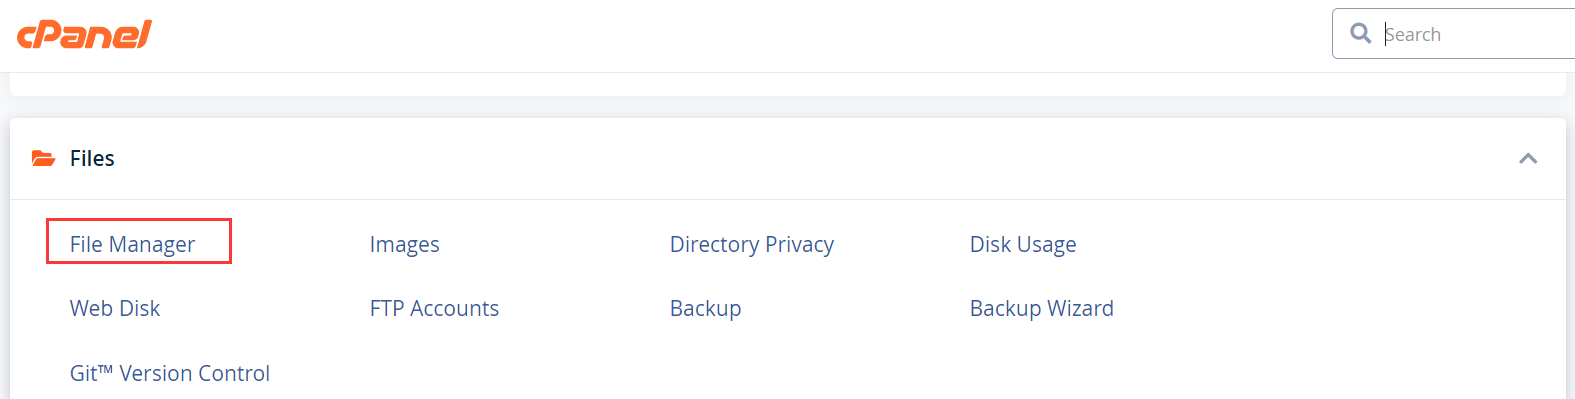 cPanel
Search
Files
File Manager Images Directory Privacy Disk Usage
Web Disk FTP Accounts Backup Backup Wizard
Git™ Version Control